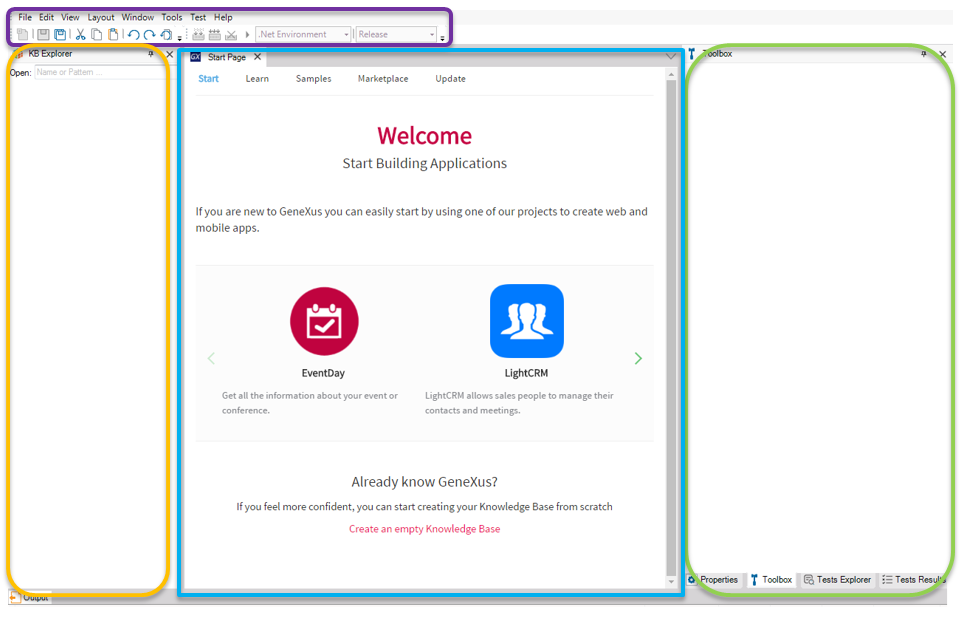 File Edit View Layout Window Tools Test Help
.Net Environment Release
KB Explorer
Open: Name or Pattern ...
GX Start Page
Start Learn Samples Marketplace Update
Welcome
Start Building Applications
If you are new to GeneXus you can easily start by using one of our projects to create web and
mobile apps.
EventDay
Get all the information about your event or
conference.
LightCRM
LightCRM allows sales people to manage their
contacts and meetings.
Already know GeneXus?
If you feel more confident, you can start creating your Knowledge Base from scratch
Create an empty Knowledge Base
Toolbox
Properties Toolbox Tests Explorer Tests Results
Output